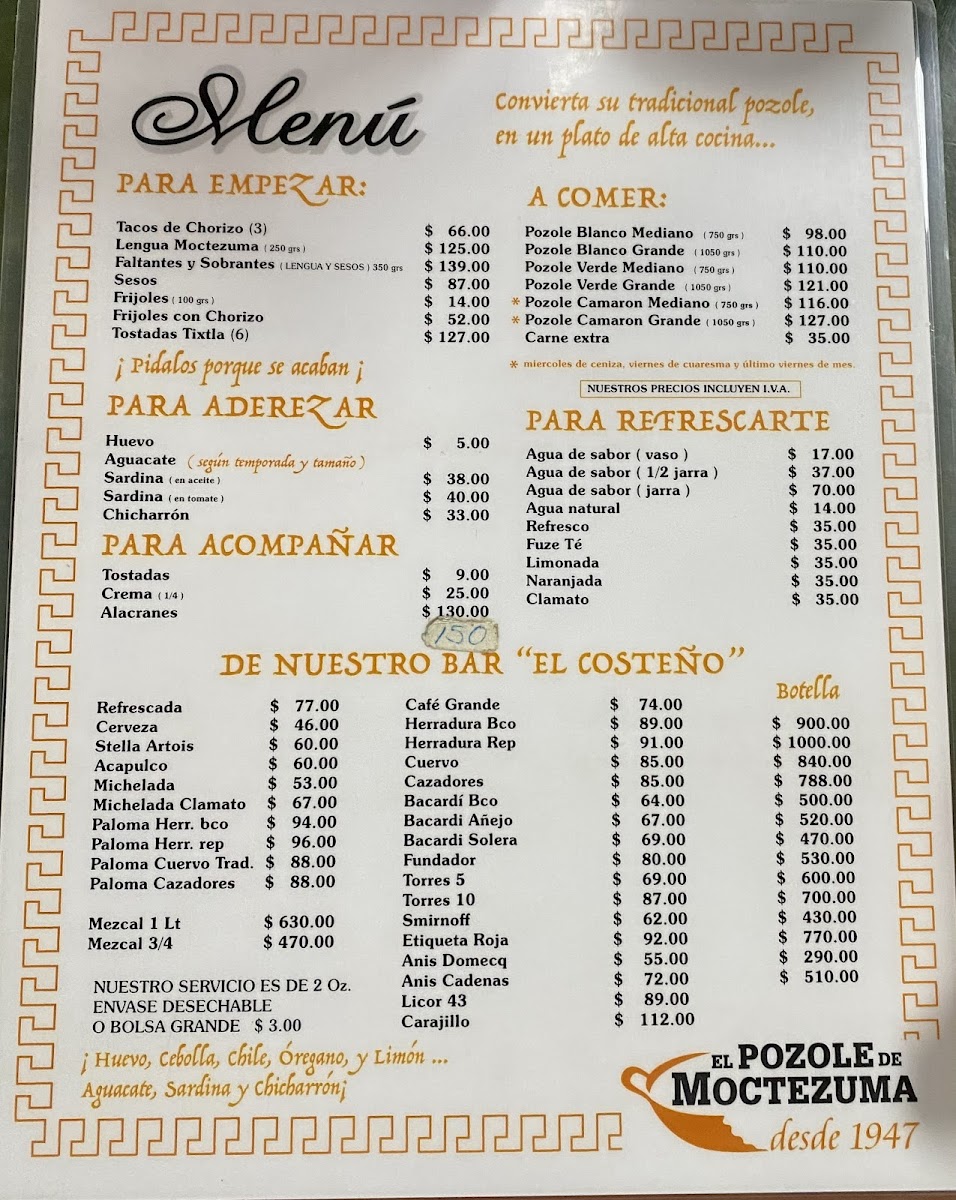 Menú
Convierta su tradicional pozole,
en un plato de alta cocina...
PARA EMPEZAR:
Tacos de Chorizo (3) $ 66.00
Lengua Moctezuma ( 250 grs ) $ 125.00
Faltantes y Sobrantes ( LENGUA Y SESOS ) 350 grs $ 139.00
Sesos $ 87.00
Frijoles ( 100 grs ) $ 14.00
Frijoles con Chorizo $ 52.00
Tostadas Tixtla (6) $ 127.00
¡ Pidalos porque se acaban ¡
PARA ADEREZAR
Huevo $ 5.00
Aguacate ( según temporada y tamaño )
Sardina ( en aceite ) $ 38.00
Sardina ( en tomate ) $ 40.00
Chicharrón $ 33.00
PARA ACOMPAÑAR
Tostadas $ 9.00
Crema ( 1/4 ) $ 25.00
Alacranes $ 130.00
150
A COMER:
Pozole Blanco Mediano ( 750 grs ) $ 98.00
Pozole Blanco Grande ( 1050 grs ) $ 110.00
Pozole Verde Mediano ( 750 grs ) $ 110.00
Pozole Verde Grande ( 1050 grs ) $ 121.00
* Pozole Camaron Mediano ( 750 grs ) $ 116.00
* Pozole Camaron Grande ( 1050 grs ) $ 127.00
Carne extra $ 35.00
* miercoles de ceniza, viernes de cuaresma y último viernes de mes.
NUESTROS PRECIOS INCLUYEN I.V.A.
PARA REFRESCARTE
Agua de sabor ( vaso ) $ 17.00
Agua de sabor ( 1/2 jarra ) $ 37.00
Agua de sabor ( jarra ) $ 70.00
Agua natural $ 14.00
Refresco $ 35.00
Fuze Té $ 35.00
Limonada $ 35.00
Naranjada $ 35.00
Clamato $ 35.00
DE NUESTRO BAR “EL COSTEÑO”
Refrescada $ 77.00
Cerveza $ 46.00
Stella Artois $ 60.00
Acapulco $ 60.00
Michelada $ 53.00
Michelada Clamato $ 67.00
Paloma Herr. bco $ 94.00
Paloma Herr. rep $ 96.00
Paloma Cuervo Trad. $ 88.00
Paloma Cazadores $ 88.00
Mezcal 1 Lt $ 630.00
Mezcal 3/4 $ 470.00
NUESTRO SERVICIO ES DE 2 Oz.
ENVASE DESECHABLE
O BOLSA GRANDE $ 3.00
Botella
Café Grande $ 74.00
Herradura Bco $ 89.00 $ 900.00
Herradura Rep $ 91.00 $ 1000.00
Cuervo $ 85.00 $ 840.00
Cazadores $ 85.00 $ 788.00
Bacardí Bco $ 64.00 $ 500.00
Bacardi Añejo $ 67.00 $ 520.00
Bacardi Solera $ 69.00 $ 470.00
Fundador $ 80.00 $ 530.00
Torres 5 $ 69.00 $ 600.00
Torres 10 $ 87.00 $ 700.00
Smirnoff $ 62.00 $ 430.00
Etiqueta Roja $ 92.00 $ 770.00
Anis Domecq $ 55.00 $ 290.00
Anis Cadenas $ 72.00 $ 510.00
Licor 43 $ 89.00
Carajillo $ 112.00
¡ Huevo, Cebolla, Chile, Óregano, y Limón ...
Aguacate, Sardina y Chicharrón¡
EL POZOLE DE
MOCTEZUMA
desde 1947